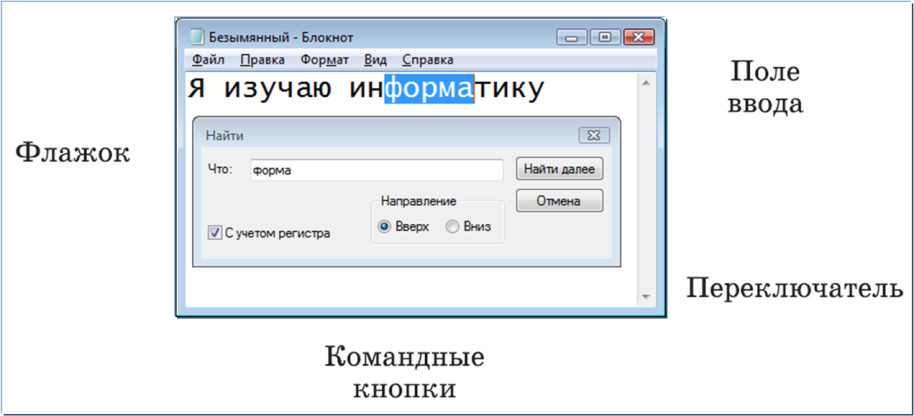 Безымянный - Блокнот
Файл Правка Формат Вид Справка
Я изучаю информатику
Поле
ввода
Флажок
Найти
Что: форма Найти далее
Направление Отмена
С учетом регистра Вверх Вниз
Переключатель
Командные
кнопки